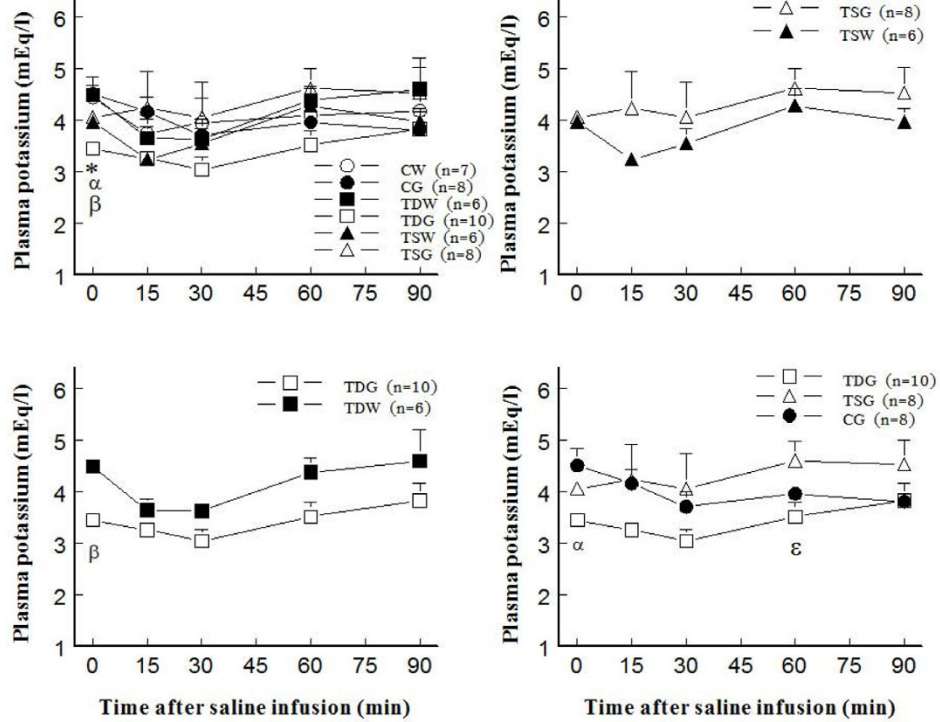 Plasma potassium (mEq/l)
6
5
4
3
2
1
0 15 30 45 60 75 90
*
α
β
CW (n=7)
CG (n=8)
TDW (n=6)
TDG (n=10)
TSW (n=6)
TSG (n=8)
Plasma potassium (mEq/l)
6
5
4
3
2
1
0 15 30 45 60 75 90
TSG (n=8)
TSW (n=6)
Plasma potassium (mEq/l)
6
5
4
3
2
1
0 15 30 45 60 75 90
TDG (n=10)
TDW (n=6)
β
Time after saline infusion (min)
Plasma potassium (mEq/l)
6
5
4
3
2
1
0 15 30 45 60 75 90
TDG (n=10)
TSG (n=8)
CG (n=8)
α ε
Time after saline infusion (min)